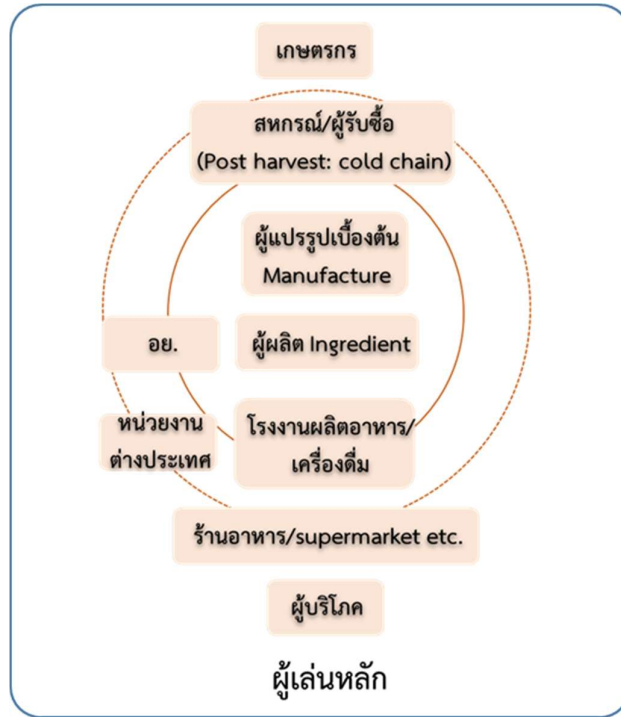 เกษตรกร
สหกรณ์/ผู้รับซื้อ
(Post harvest: cold chain)
ผู้แปรรูปเบื้องต้น
Manufacture
อย.
ผู้ผลิต Ingredient
หน่วยงาน
ต่างประเทศ
โรงงานผลิตอาหาร/
เครื่องดื่ม
ร้านอาหาร/supermarket etc.
ผู้บริโภค
ผู้เล่นหลัก